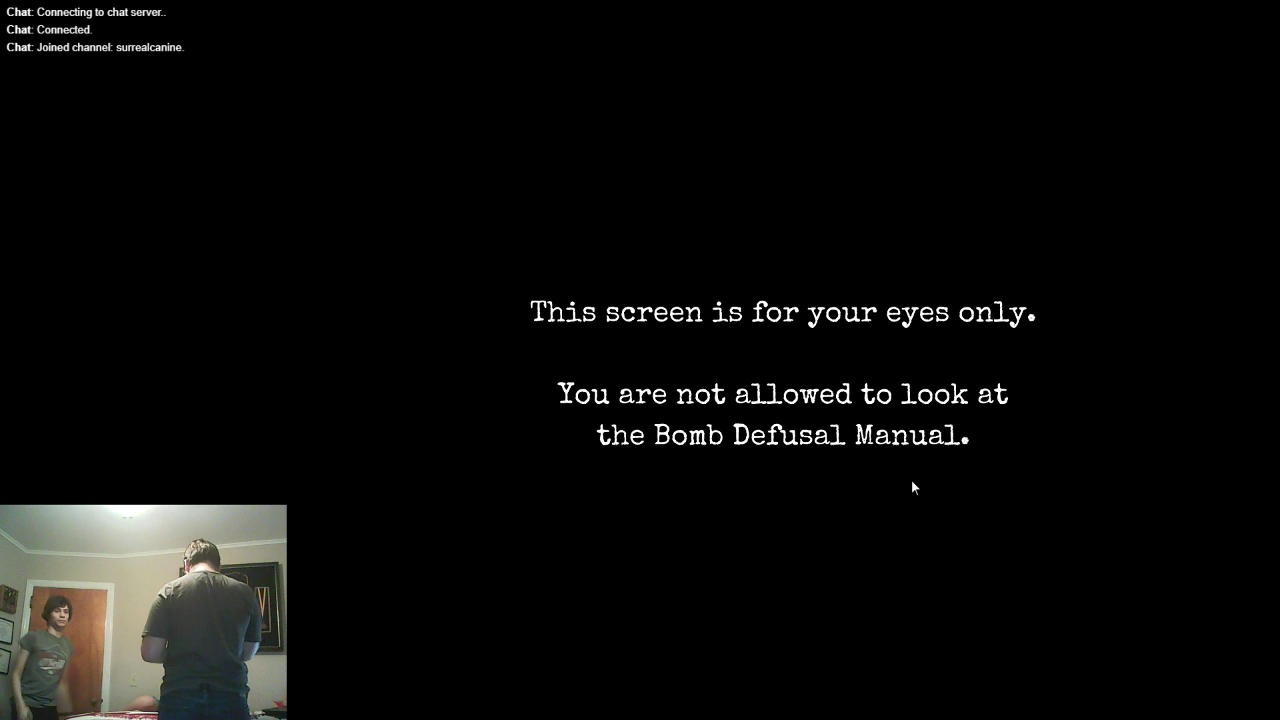 Chat: Connecting to chat server..
Chat: Connected.
Chat: Joined channel: surrealcanine.
This screen is for your eyes only.
You are not allowed to look at
the Bomb Defusal Manual.